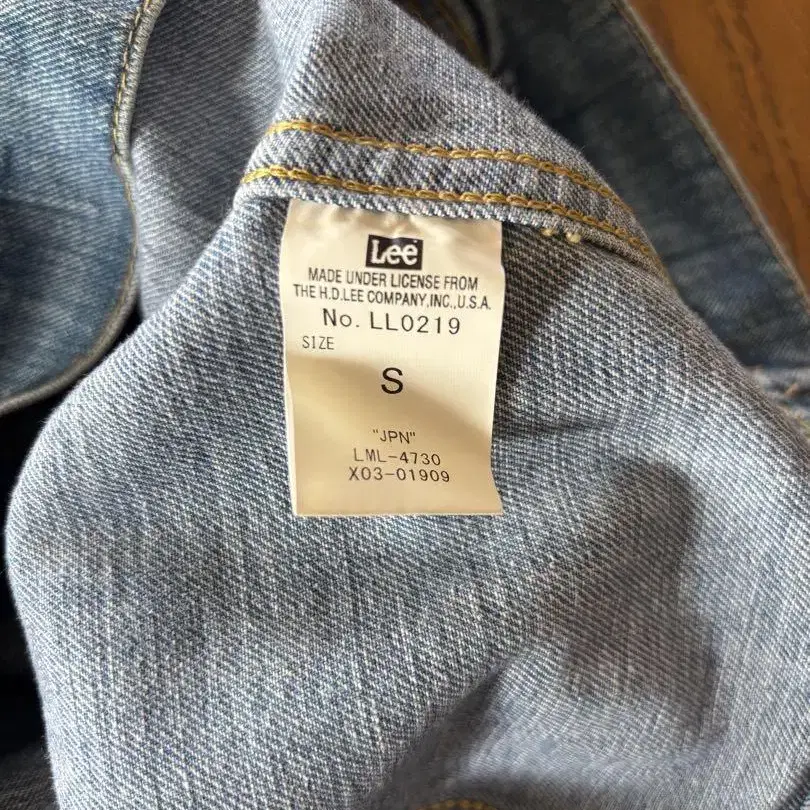 Lee
MADE UNDER LICENSE FROM
THE H.D.LEE COMPANY,INC.,U.S.A.
No. LL0219
SIZE
S
"JPN"
LML-4730
X03-01909